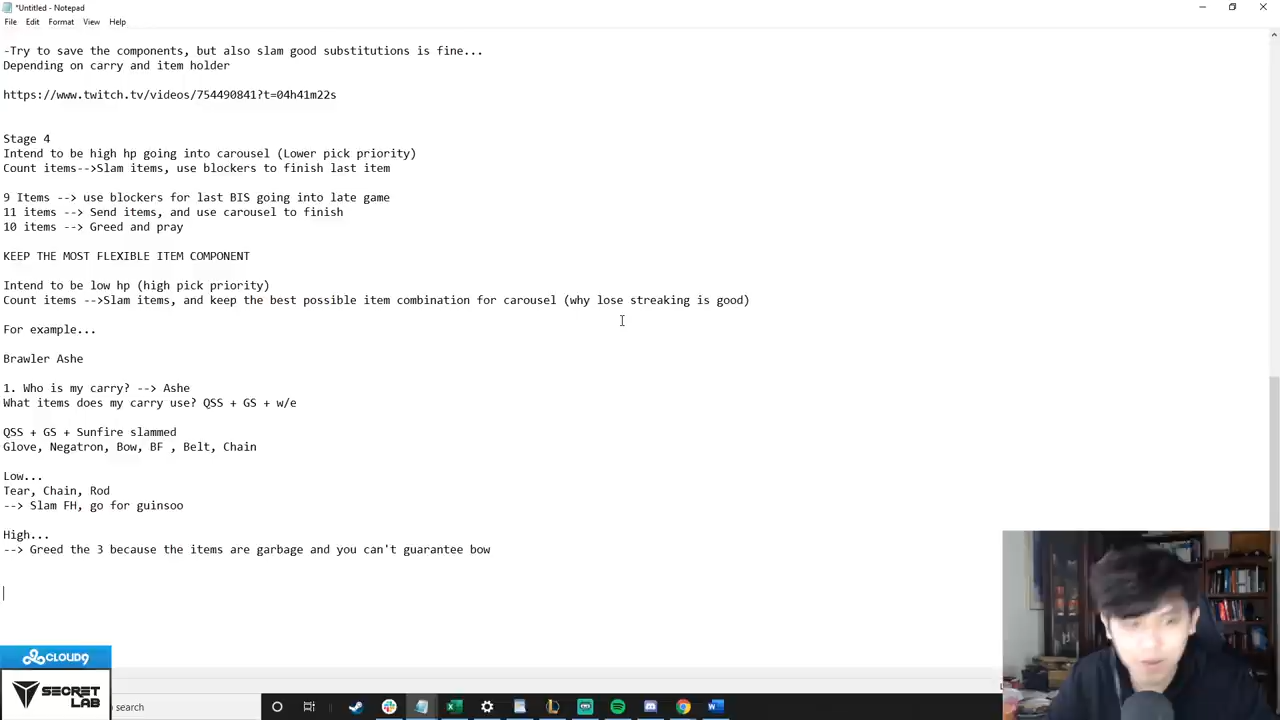 *Untitled - Notepad
File Edit Format View Help
-Try to save the components, but also slam good substitutions is fine...
Depending on carry and item holder
https://www.twitch.tv/videos/754490841?t=04h41m22s
Stage 4
Intend to be high hp going into carousel (Lower pick priority)
Count items-->Slam items, use blockers to finish last item
9 Items --> use blockers for last BIS going into late game
11 items --> Send items, and use carousel to finish
10 items --> Greed and pray
KEEP THE MOST FLEXIBLE ITEM COMPONENT
Intend to be low hp (high pick priority)
Count items -->Slam items, and keep the best possible item combination for carousel (why lose streaking is good)
For example...
Brawler Ashe
1. Who is my carry? --> Ashe
What items does my carry use? QSS + GS + w/e
QSS + GS + Sunfire slammed
Glove, Negatron, Bow, BF , Belt, Chain
Low...
Tear, Chain, Rod
--> Slam FH, go for guinsoo
High...
--> Greed the 3 because the items are garbage and you can't guarantee bow
CLOUD9
SECRET
LAB
search